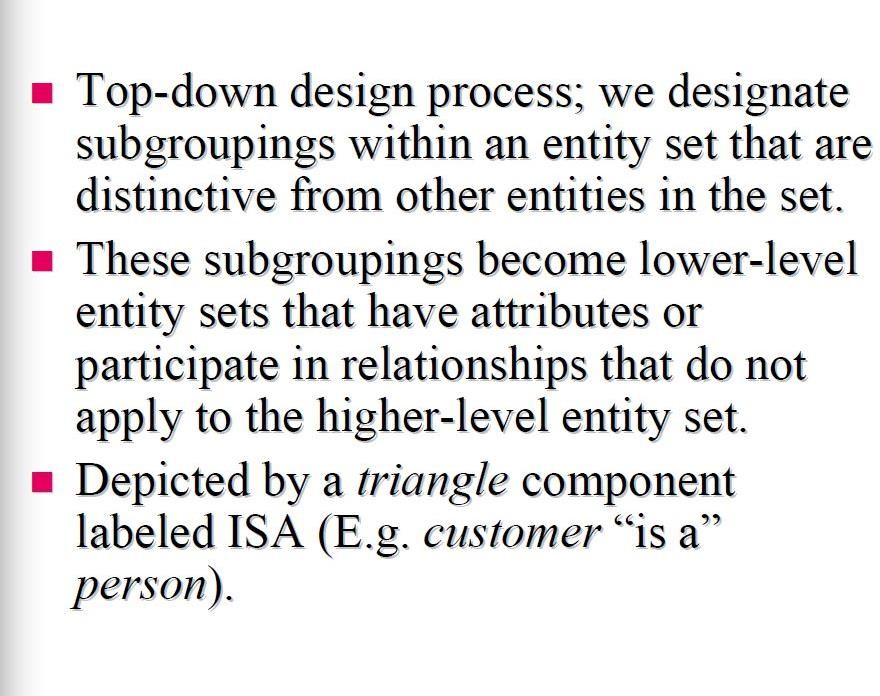 Top-down design process; we designate
subgroupings within an entity set that are
distinctive from other entities in the set.
These subgroupings become lower-level
entity sets that have attributes or
participate in relationships that do not
apply to the higher-level entity set.
Depicted by a triangle component
labeled ISA (E.g. customer “is a”
person).